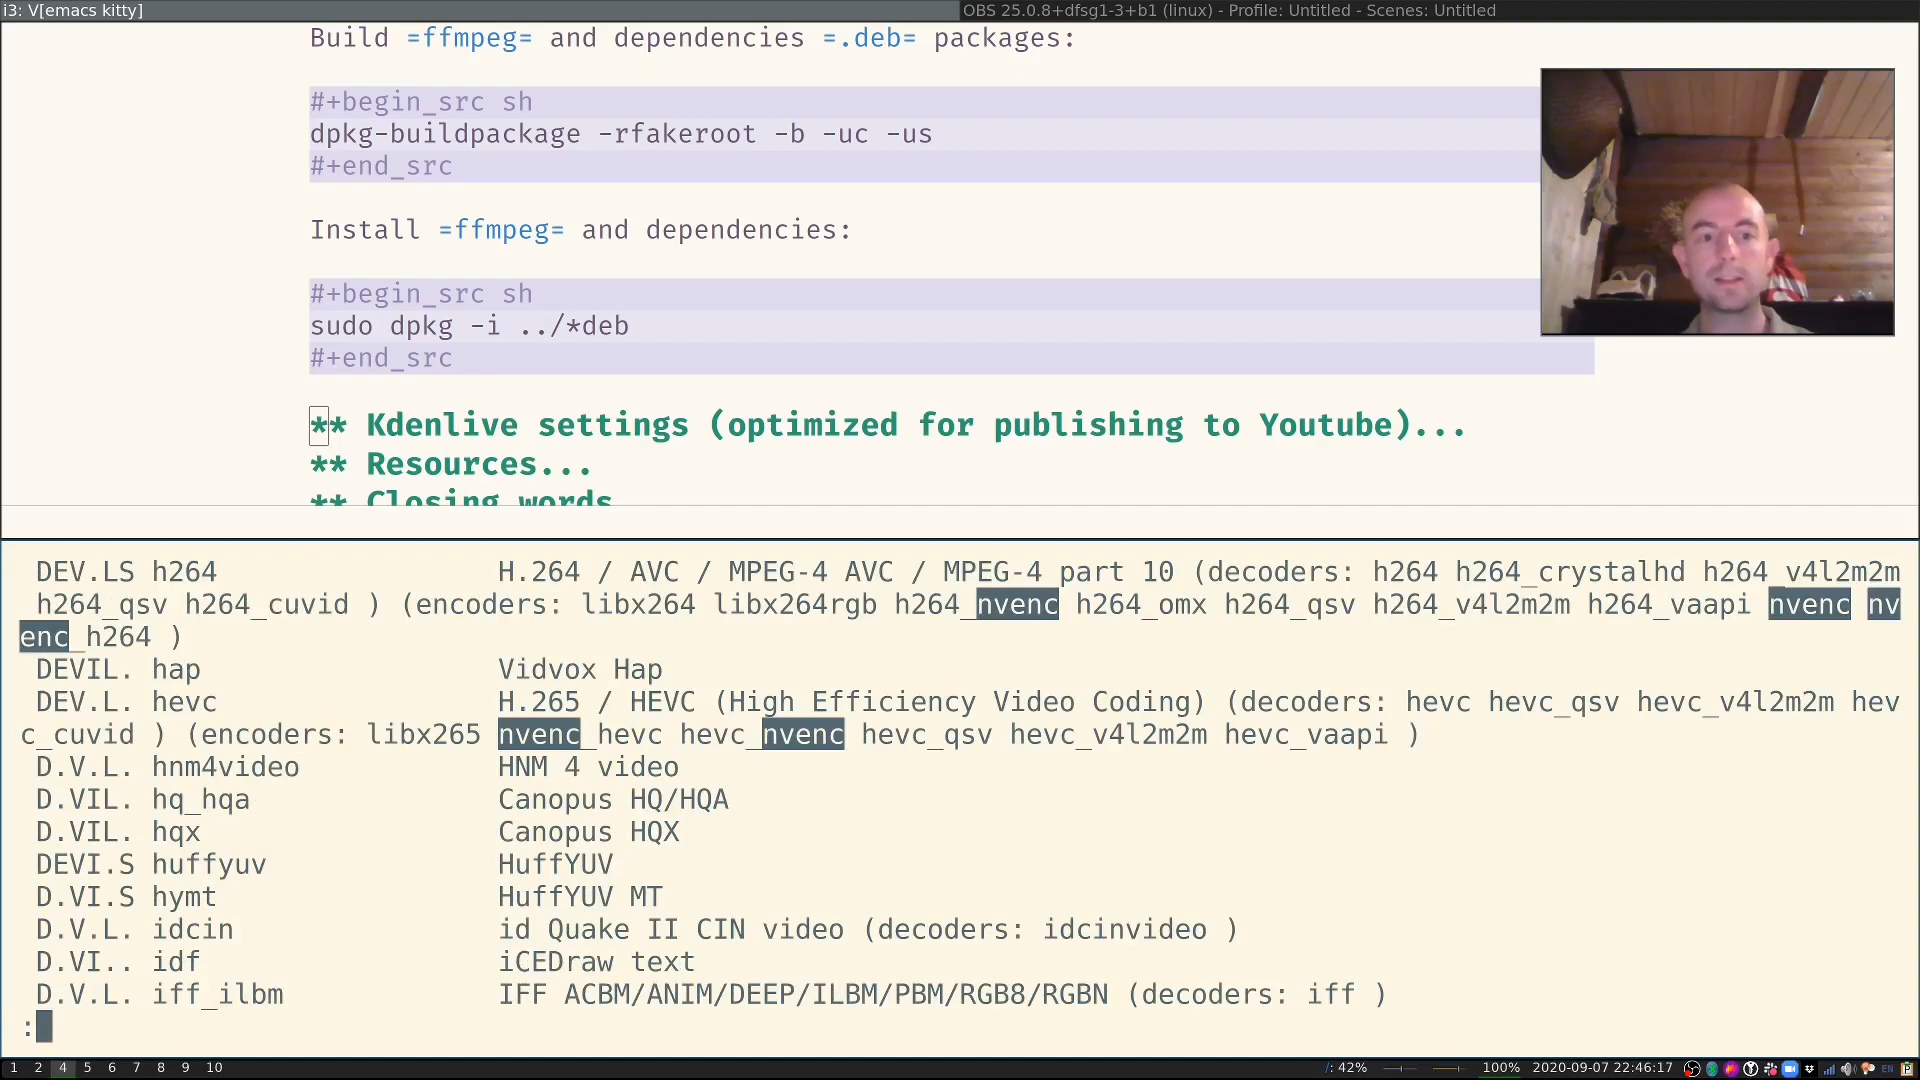 i3: V[emacs kitty]
OBS 25.0.8+dfsg1-3+b1 (linux) - Profile: Untitled - Scenes: Untitled
Build =ffmpeg= and dependencies =.deb= packages:
#+begin_src sh
dpkg-buildpackage -rfakeroot -b -uc -us
#+end_src
Install =ffmpeg= and dependencies:
#+begin_src sh
sudo dpkg -i ../*deb
#+end_src
** Kdenlive settings (optimized for publishing to Youtube)...
** Resources...
** Closing words
DEV.LS h264 H.264 / AVC / MPEG-4 AVC / MPEG-4 part 10 (decoders: h264 h264_crystalhd h264_v4l2m2m
h264_qsv h264_cuvid ) (encoders: libx264 libx264rgb h264_nvenc h264_omx h264_qsv h264_v4l2m2m h264_vaapi nvenc nv
enc_h264 )
DEVIL. hap Vidvox Hap
DEV.L. hevc H.265 / HEVC (High Efficiency Video Coding) (decoders: hevc hevc_qsv hevc_v4l2m2m hev
c_cuvid ) (encoders: libx265 nvenc_hevc hevc_nvenc hevc_qsv hevc_v4l2m2m hevc_vaapi )
D.V.L. hnm4video HNM 4 video
D.VIL. hq_hqa Canopus HQ/HQA
D.VIL. hqx Canopus HQX
DEVI.S huffyuv HuffYUV
D.VI.S hymt HuffYUV MT
D.V.L. idcin id Quake II CIN video (decoders: idcinvideo )
D.VI.. idf iCEDraw text
D.V.L. iff_ilbm IFF ACBM/ANIM/DEEP/ILBM/PBM/RGB8/RGBN (decoders: iff )
:
1 2 4 5 6 7 8 9 10 /: 42% 100% 2020-09-07 22:46:17 EN